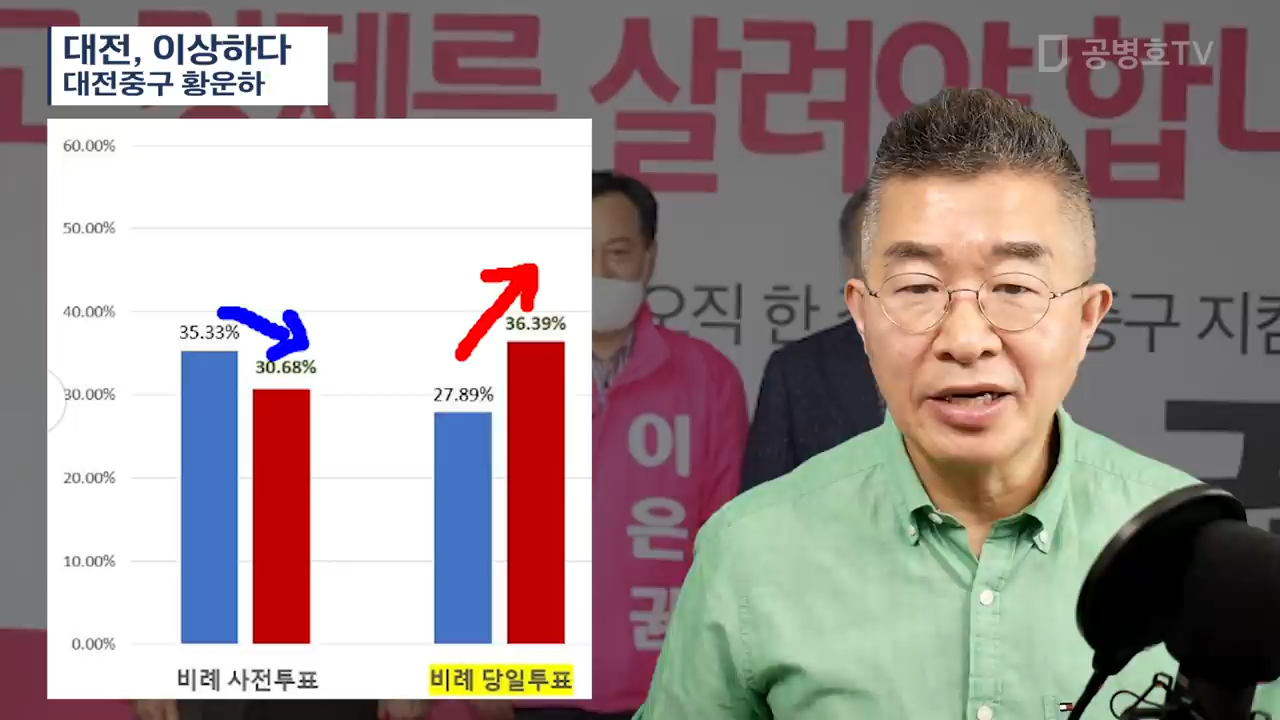 대전, 이상하다
대전중구 황운하
공병호TV
살려야 합니
오직 한
중구 지킴
이은권
60.00%
50.00%
40.00%
30.00%
20.00%
10.00%
0.00%
35.33%
30.68%
27.89%
36.39%
비례 사전투표
비례 당일투표